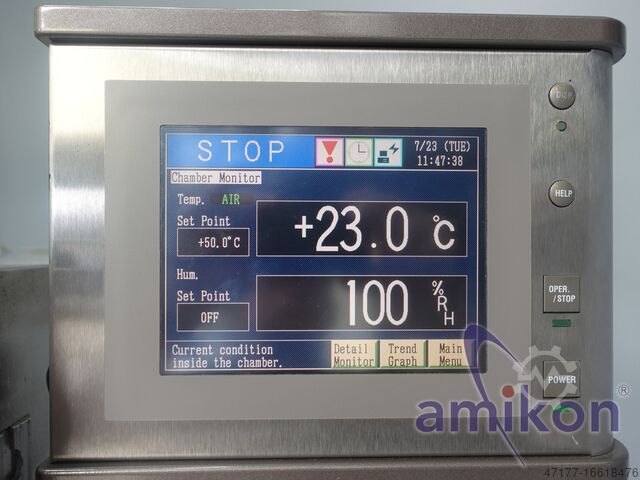 DISP
STOP
7/23 (TUE)
11:47:38
Chamber Monitor
Temp. AIR
Set Point
+50.0°C
+23.0 °C
HELP
Hum.
Set Point
OFF
100 %RH
OPER.
/STOP
Current condition
inside the chamber.
Detail
Monitor
Trend
Graph
Main
Menu
POWER
amikon®
47177-16618476